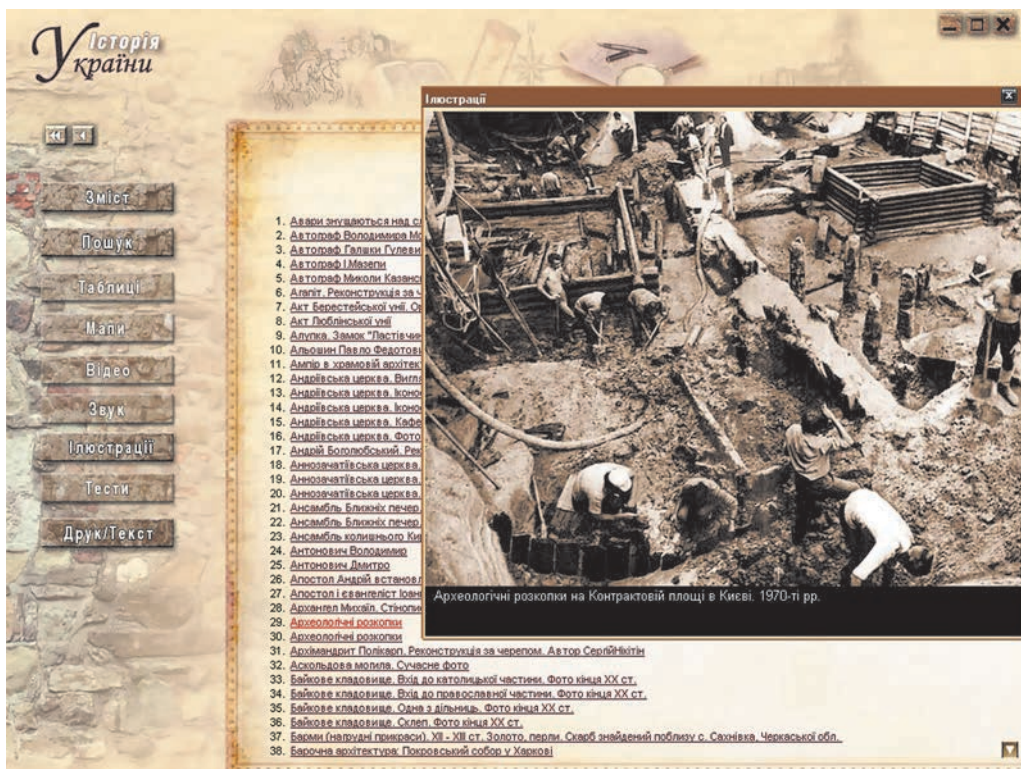 Історія
України
Зміст
Пошук
Таблиці
Мапи
Відео
Звук
Ілюстрації
Тести
Друк/Текст
Ілюстрації
Археологічні розкопки на Контрактовій площі в Києві. 1970-ті рр.
1. Авари знущаються над
2. Автограф Володимира
3. Автограф Галшки Гулеви
4. Автограф І.Мазепи
5. Автограф Миколи Казанс
6. Агапіт. Реконструкція за
7. Акт Берестейської унії.
8. Акт Люблінської унії
9. Алупка. Замок "Ластівчин
10. Альошин Павло Федотови
11. Ампір в храмовій архітек
12. Андріївська церква. Вигля
13. Андріївська церква. Іконо
14. Андріївська церква. Іконо
15. Андріївська церква. Кафе
16. Андріївська церква. Фото
17. Андрій Боголюбський. Рек
18. Аннозачатіївська церква.
19. Аннозачатіївська церква.
20. Аннозачатіївська церква.
21. Ансамбль Ближніх печер
22. Ансамбль Ближніх печер
23. Ансамбль колишнього
24. Антонович Володимир
25. Антонович Дмитро
26. Апостол Андрій встановл
27. Апостол і євангеліст Іоан
28. Архангел Михаїл. Стінопи
29. Археологічні розкопки
30. Археологічні розкопки
31. Архімандрит Полікарп. Реконструкція за черепом. Автор СергійНікітін
32. Аскольдова могила. Сучасне фото
33. Байкове кладовище. Вхід до католицької частини. Фото кінця XX ст.
34. Байкове кладовище. Вхід до православної частини. Фото кінця XX ст.
35. Байкове кладовище. Одна з дільниць. Фото кінця XX ст.
36. Байкове кладовище. Склеп. Фото кінця XX ст.
37. Барми (нагрудні прикраси). XII - XIII ст. Золото, перли. Скарб знайдений поблизу с. Сахнівка, Черкаської обл.
38. Барочна архітектура: Покровський собор у Харкові